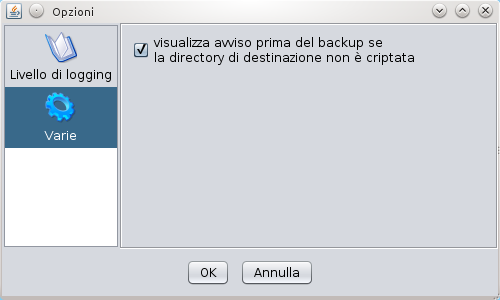 Opzioni
Livello di logging
Varie
visualizza avviso prima del backup se
la directory di destinazione non è criptata
OK
Annulla